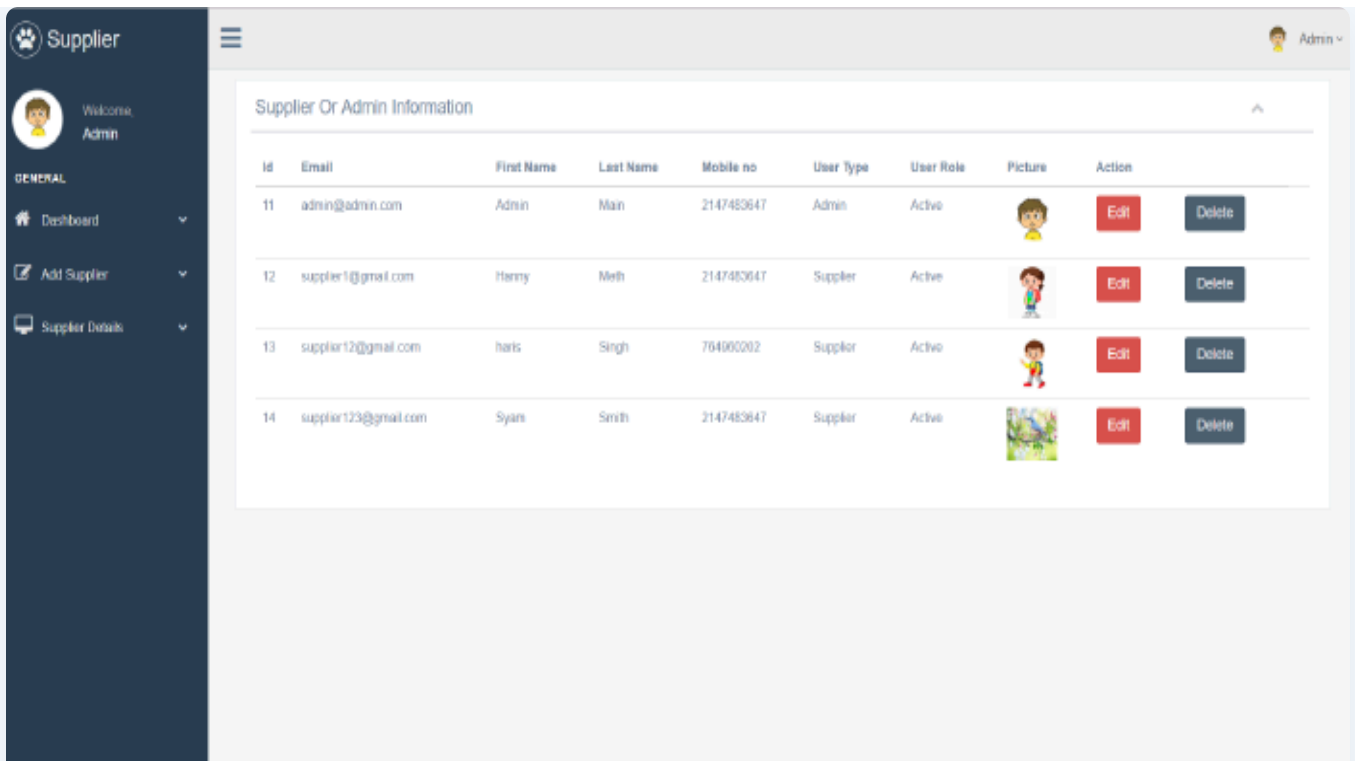 Supplier
Admin
Welcome,
Admin
GENERAL
Dashboard
Add Supplier
Supplier Details
Supplier Or Admin Information
Id Email First Name Last Name Mobile no User Type User Role Picture Action
11 admin@admin.com Admin Main 2147483647 Admin Active Edit Delete
12 supplier1@gmail.com Hanny Meth 2147483647 Supplier Active Edit Delete
13 supplier12@gmail.com haris Singh 764960202 Supplier Active Edit Delete
14 supplier123@gmail.com Syam Smith 2147483647 Supplier Active Edit Delete